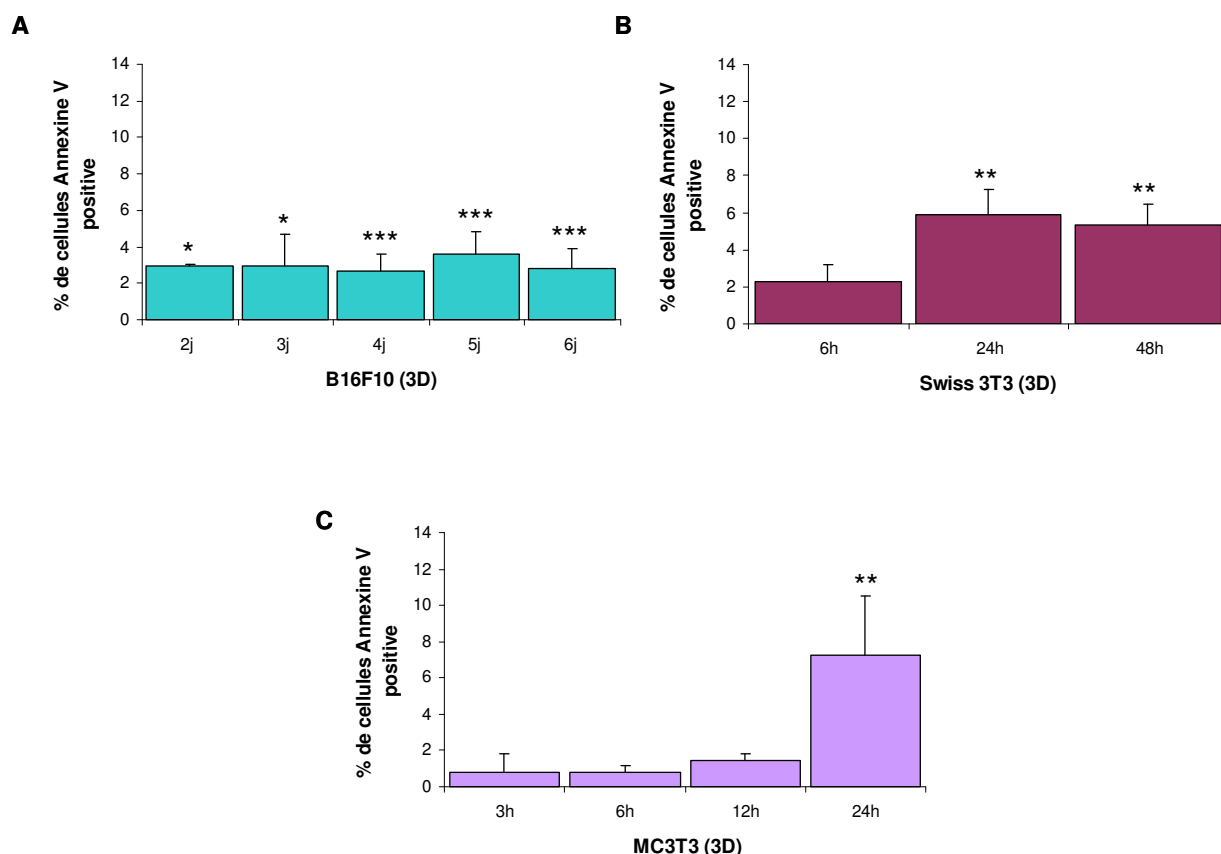 A
% de cellules Annexine V
positive
14
12
10
8
6
4
2
0
*
*
***
***
***
2j 3j 4j 5j 6j
B16F10 (3D)
B
% de cellules Annexine V
positive
14
12
10
8
6
4
2
0
**
**
6h 24h 48h
Swiss 3T3 (3D)
C
% de cellules Annexine V
positive
14
12
10
8
6
4
2
0
**
3h 6h 12h 24h
MC3T3 (3D)